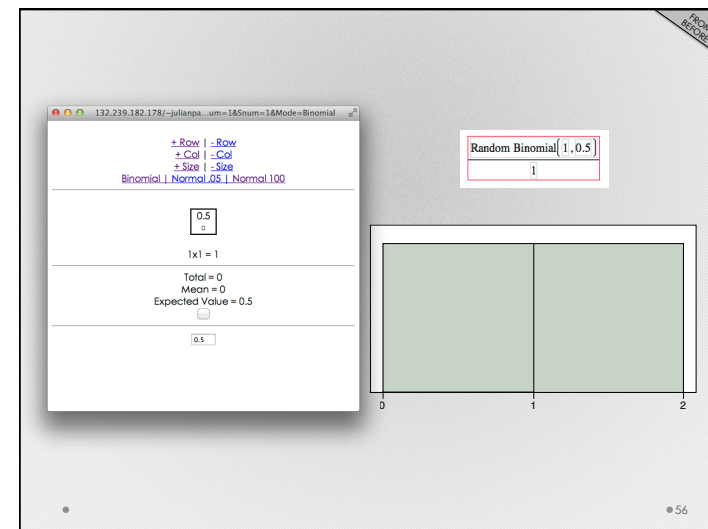 FROM
BEFORE
132.239.182.178/~julianpa...um=1&Snum=1&Mode=Binomial
+ Row | - Row
+ Col | - Col
+ Size | - Size
Binomial | Normal .05 | Normal 100
0.5
0
1x1 = 1
Total = 0
Mean = 0
Expected Value = 0.5
0.5
Random Binomial(1, 0.5)
1
0 1 2
56